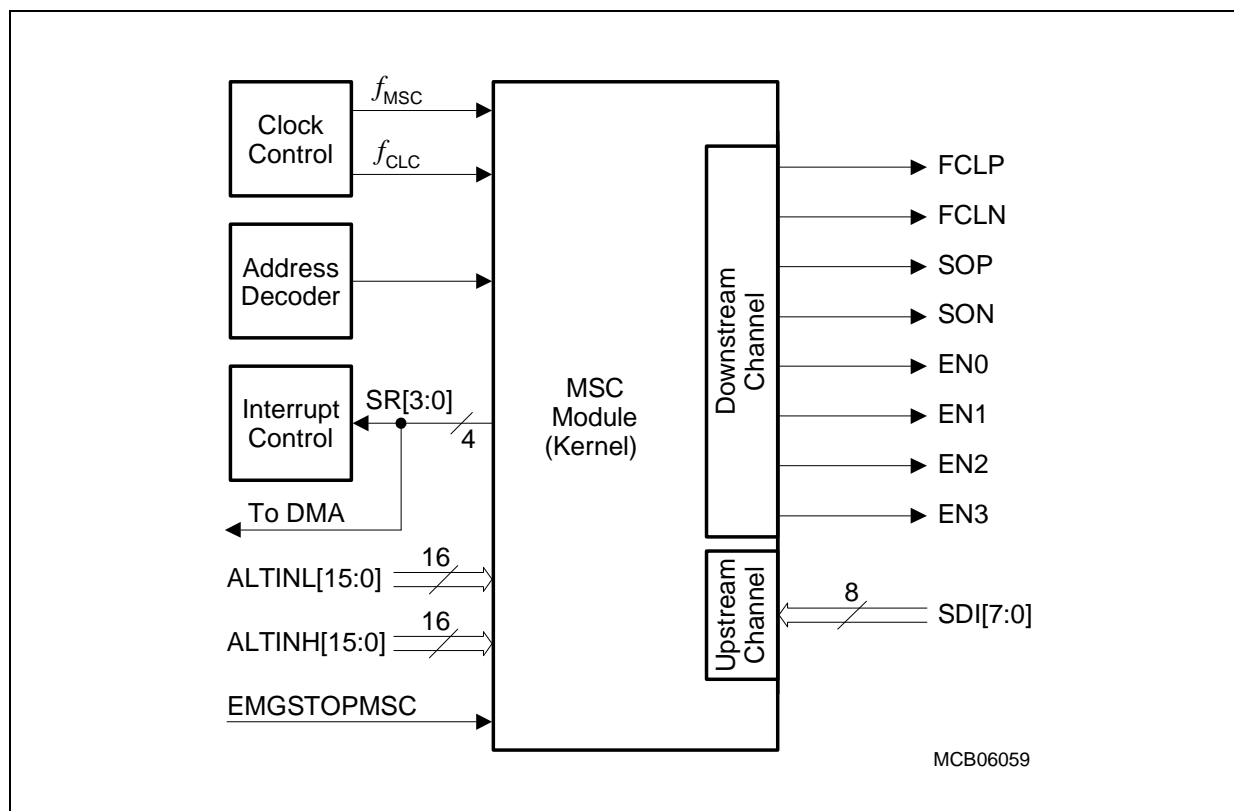 Clock
Control
fMSC
fCLC
Address
Decoder
Interrupt
Control
SR[3:0]
4
To DMA
ALTINL[15:0]
16
ALTINH[15:0]
16
EMGSTOPMSC
MSC
Module
(Kernel)
Downstream
Channel
Upstream
Channel
FCLP
FCLN
SOP
SON
EN0
EN1
EN2
EN3
8
SDI[7:0]
MCB06059